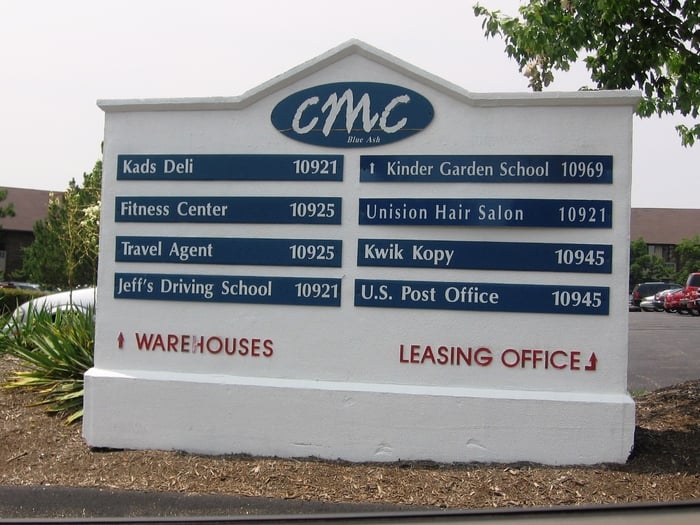 CMC
Blue Ash
Kads Deli 10921
Fitness Center 10925
Travel Agent 10925
Jeff's Driving School 10921
↑ Kinder Garden School 10969
Unision Hair Salon 10921
Kwik Kopy 10945
U.S. Post Office 10945
↑ WAREHOUSES
LEASING OFFICE